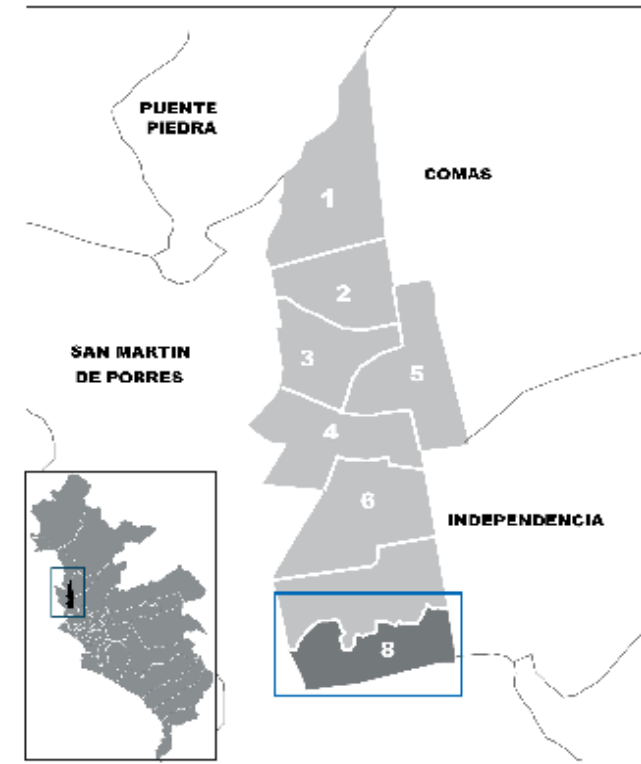 PUENTE
PIEDRA
COMAS
1
2
SAN MARTIN
DE PORRES
3
5
4
6
INDEPENDENCIA
8